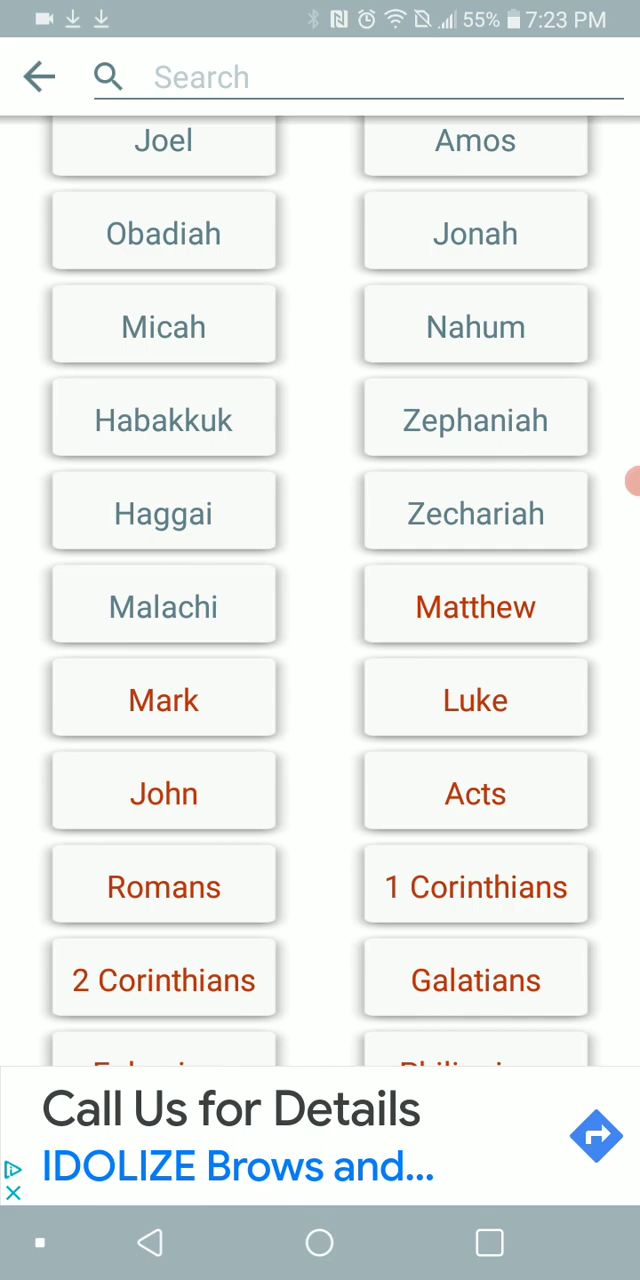 55% 7:23 PM
Search
Joel Amos
Obadiah Jonah
Micah Nahum
Habakkuk Zephaniah
Haggai Zechariah
Malachi Matthew
Mark Luke
John Acts
Romans 1 Corinthians
2 Corinthians Galatians
Call Us for Details
IDOLIZE Brows and...